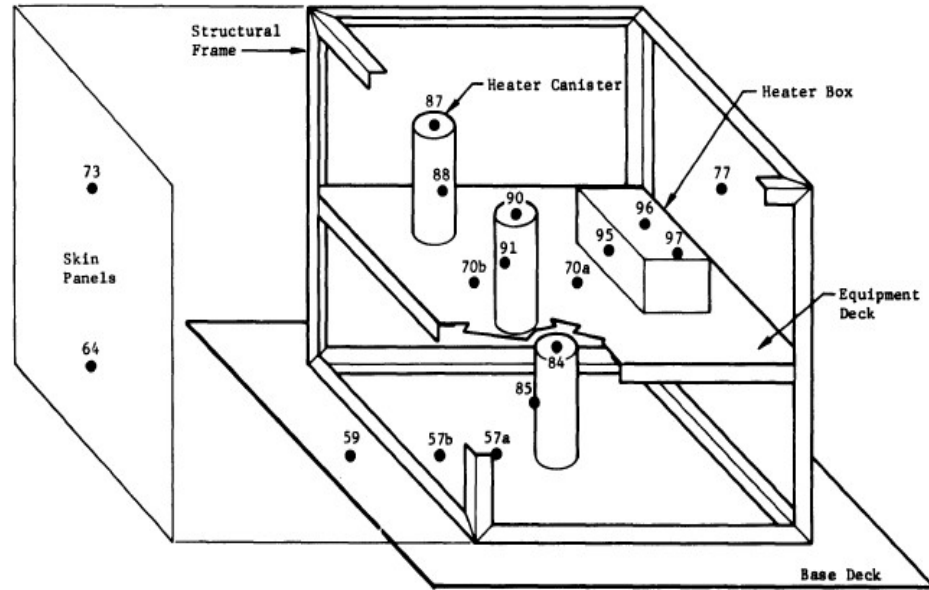 Structural
Frame
Heater Canister
Heater Box
87
73
88
77
90
96
95
97
91
Skin
Panels
70b
70a
Equipment
Deck
64
84
85
59
57b
57a
Base Deck